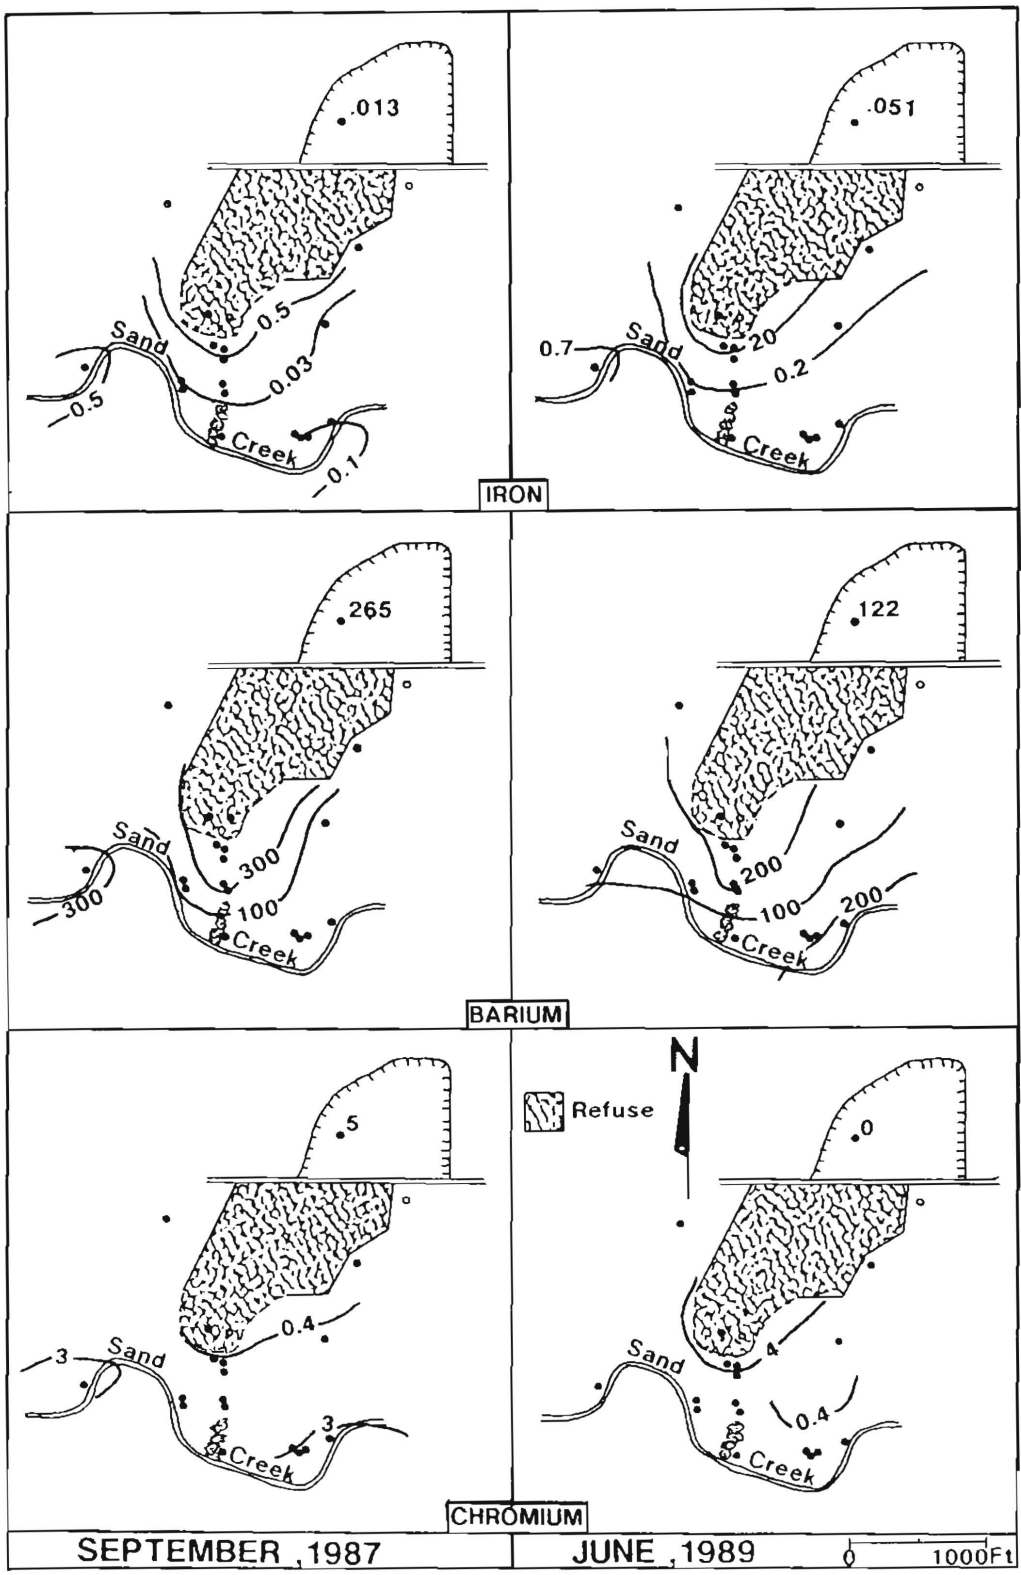 .013
.051
Sand
0.5
0.03
0.5
Creek
0.1
Sand
0.7
20
0.2
Creek
IRON
265
122
Sand
300
100
300
Creek
Sand
200
100
200
Creek
BARIUM
N
Refuse
5
0
0.4
Sand
3
3
Creek
Sand
4
0.4
Creek
CHROMIUM
SEPTEMBER ,1987
JUNE ,1989
0 1000Ft